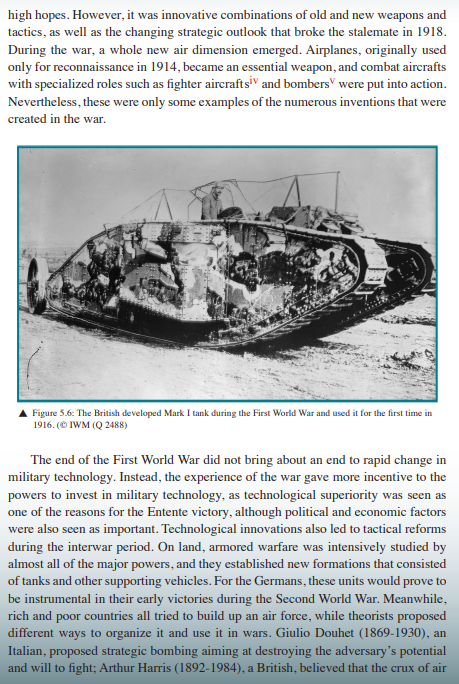 high hopes. However, it was innovative combinations of old and new weapons and
tactics, as well as the changing strategic outlook that broke the stalemate in 1918.
During the war, a whole new air dimension emerged. Airplanes, originally used
only for reconnaissance in 1914, became an essential weapon, and combat aircrafts
with specialized roles such as fighter aircraftsiv and bombersv were put into action.
Nevertheless, these were only some examples of the numerous inventions that were
created in the war.
▲ Figure 5.6: The British developed Mark I tank during the First World War and used it for the first time in
1916. (© IWM (Q 2488)
The end of the First World War did not bring about an end to rapid change in
military technology. Instead, the experience of the war gave more incentive to the
powers to invest in military technology, as technological superiority was seen as
one of the reasons for the Entente victory, although political and economic factors
were also seen as important. Technological innovations also led to tactical reforms
during the interwar period. On land, armored warfare was intensively studied by
almost all of the major powers, and they established new formations that consisted
of tanks and other supporting vehicles. For the Germans, these units would prove to
be instrumental in their early victories during the Second World War. Meanwhile,
rich and poor countries all tried to build up an air force, while theorists proposed
different ways to organize it and use it in wars. Giulio Douhet (1869-1930), an
Italian, proposed strategic bombing aiming at destroying the adversary's potential
and will to fight; Arthur Harris (1892-1984), a British, believed that the crux of air